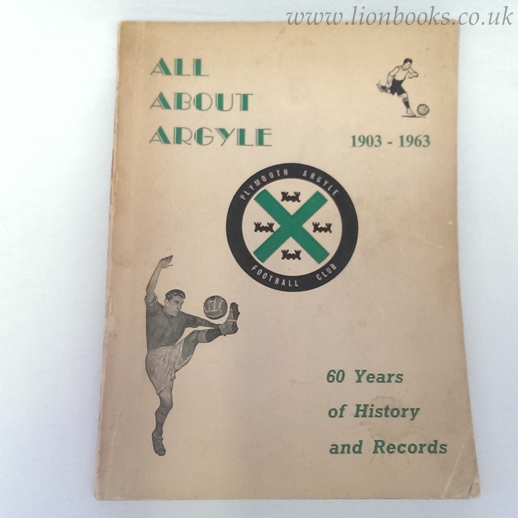 www.lionbooks.co.uk
ALL
ABOUT
ARGYLE
1903 - 1963
PLYMOUTH ARGYLE
FOOTBALL CLUB
60 Years
of History
and Records